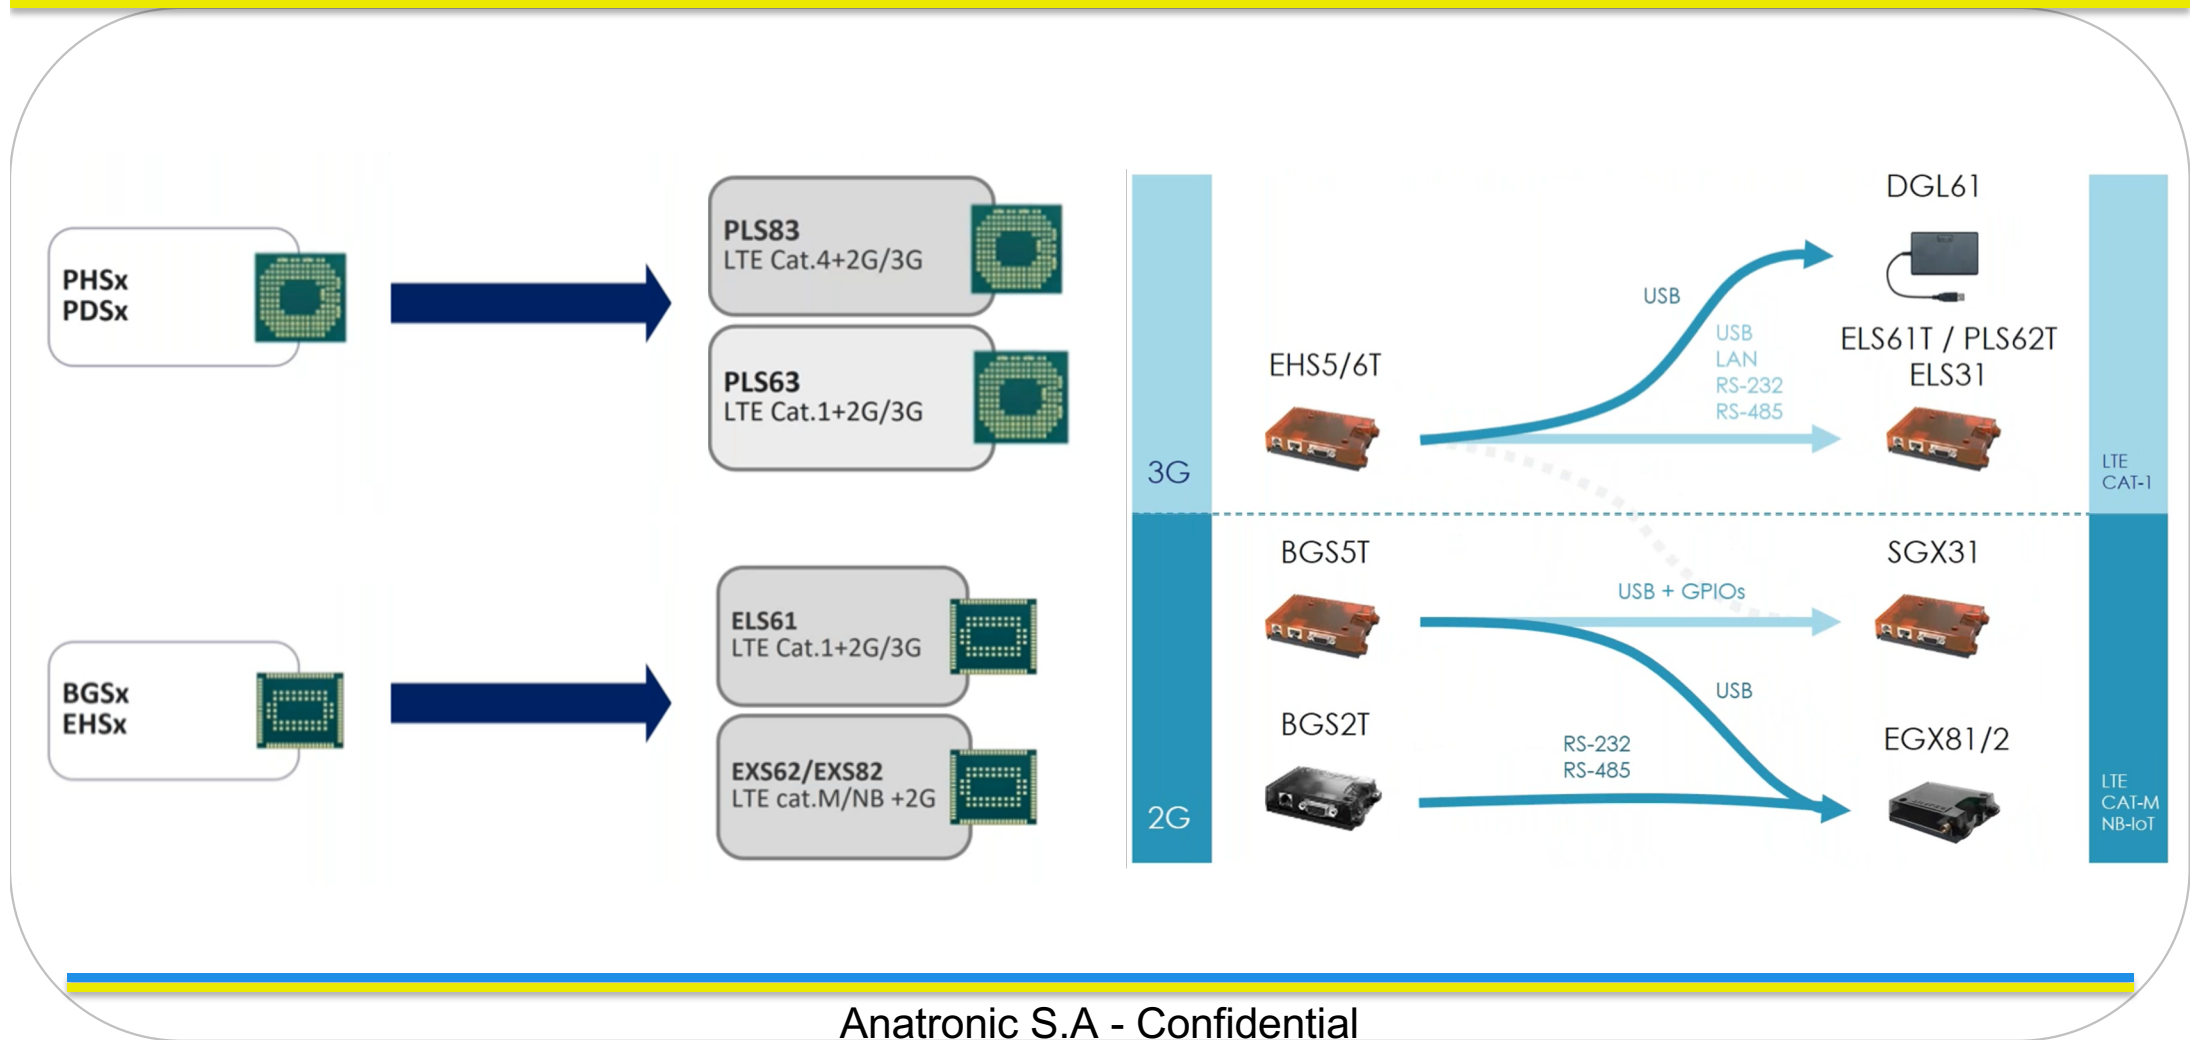 PHSx
PDSx
PLS83
LTE Cat.4+2G/3G
PLS63
LTE Cat.1+2G/3G
BGSx
EHSx
ELS61
LTE Cat.1+2G/3G
EXS62/EXS82
LTE cat.M/NB +2G
3G
2G
EHS5/6T
USB
USB
LAN
RS-232
RS-485
DGL61
ELS61T / PLS62T
ELS31
LTE
CAT-1
BGS5T
USB + GPIOs
SGX31
USB
BGS2T
RS-232
RS-485
EGX81/2
LTE
CAT-M
NB-IoT
Anatronic S.A - Confidential